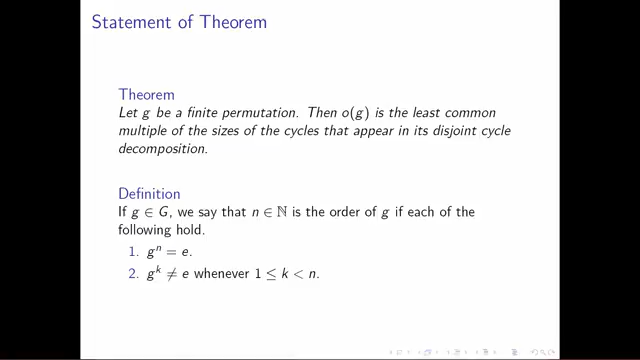 Statement of Theorem
Theorem
Let g be a finite permutation. Then o(g) is the least common
multiple of the sizes of the cycles that appear in its disjoint cycle
decomposition.
Definition
If g ∈ G, we say that n ∈ ℕ is the order of g if each of the
following hold.
1. gⁿ = e.
2. gᵏ ≠ e whenever 1 ≤ k < n.